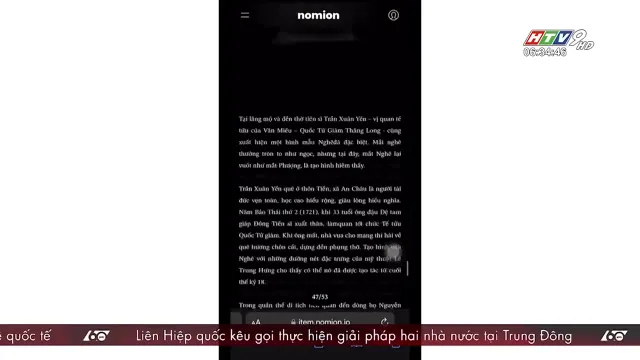 nomion
HTV9
HD
06:34:46
Tại lăng mộ và đền thờ tiến sĩ Trần Xuân Yến – vị quan tế
tửu của Văn Miếu – Quốc Tử Giám Thăng Long - cũng
xuất hiện một hình mẫu Nghê đá đặc biệt. Mắt nghê
thường tròn to như ngọc, nhưng tại đây, mắt Nghê lại
vuốt như mắt Phượng, là tạo hình hiếm thấy.
Trần Xuân Yến quê ở thôn Tiền, xã An Châu là người tài
đức vẹn toàn, học cao hiểu rộng, giàu lòng hiếu nghĩa.
Năm Bảo Thái thứ 2 (1721), khi 33 tuổi ông đậu Đệ tam
giáp Đồng Tiến sĩ xuất thân, làm quan tới chức Tế tửu
Quốc Tử giám. Khi ông mất, nhà vua cho mang thi hài về
quê hương chôn cất, dựng đền phụng thờ. Tạo hình
Nghê với những đường nét đặc trưng của mỹ thuật Lê
Trung Hưng cho thấy có thể nó đã được tạo tác từ cuối
thế kỷ 18.
47/53
Trong quần thể di tích liên quan đến dòng họ Nguyễn
AA
item.nomion.io
quốc tế
60
Liên Hiệp quốc kêu gọi thực hiện giải pháp hai nhà nước tại Trung Đông
60